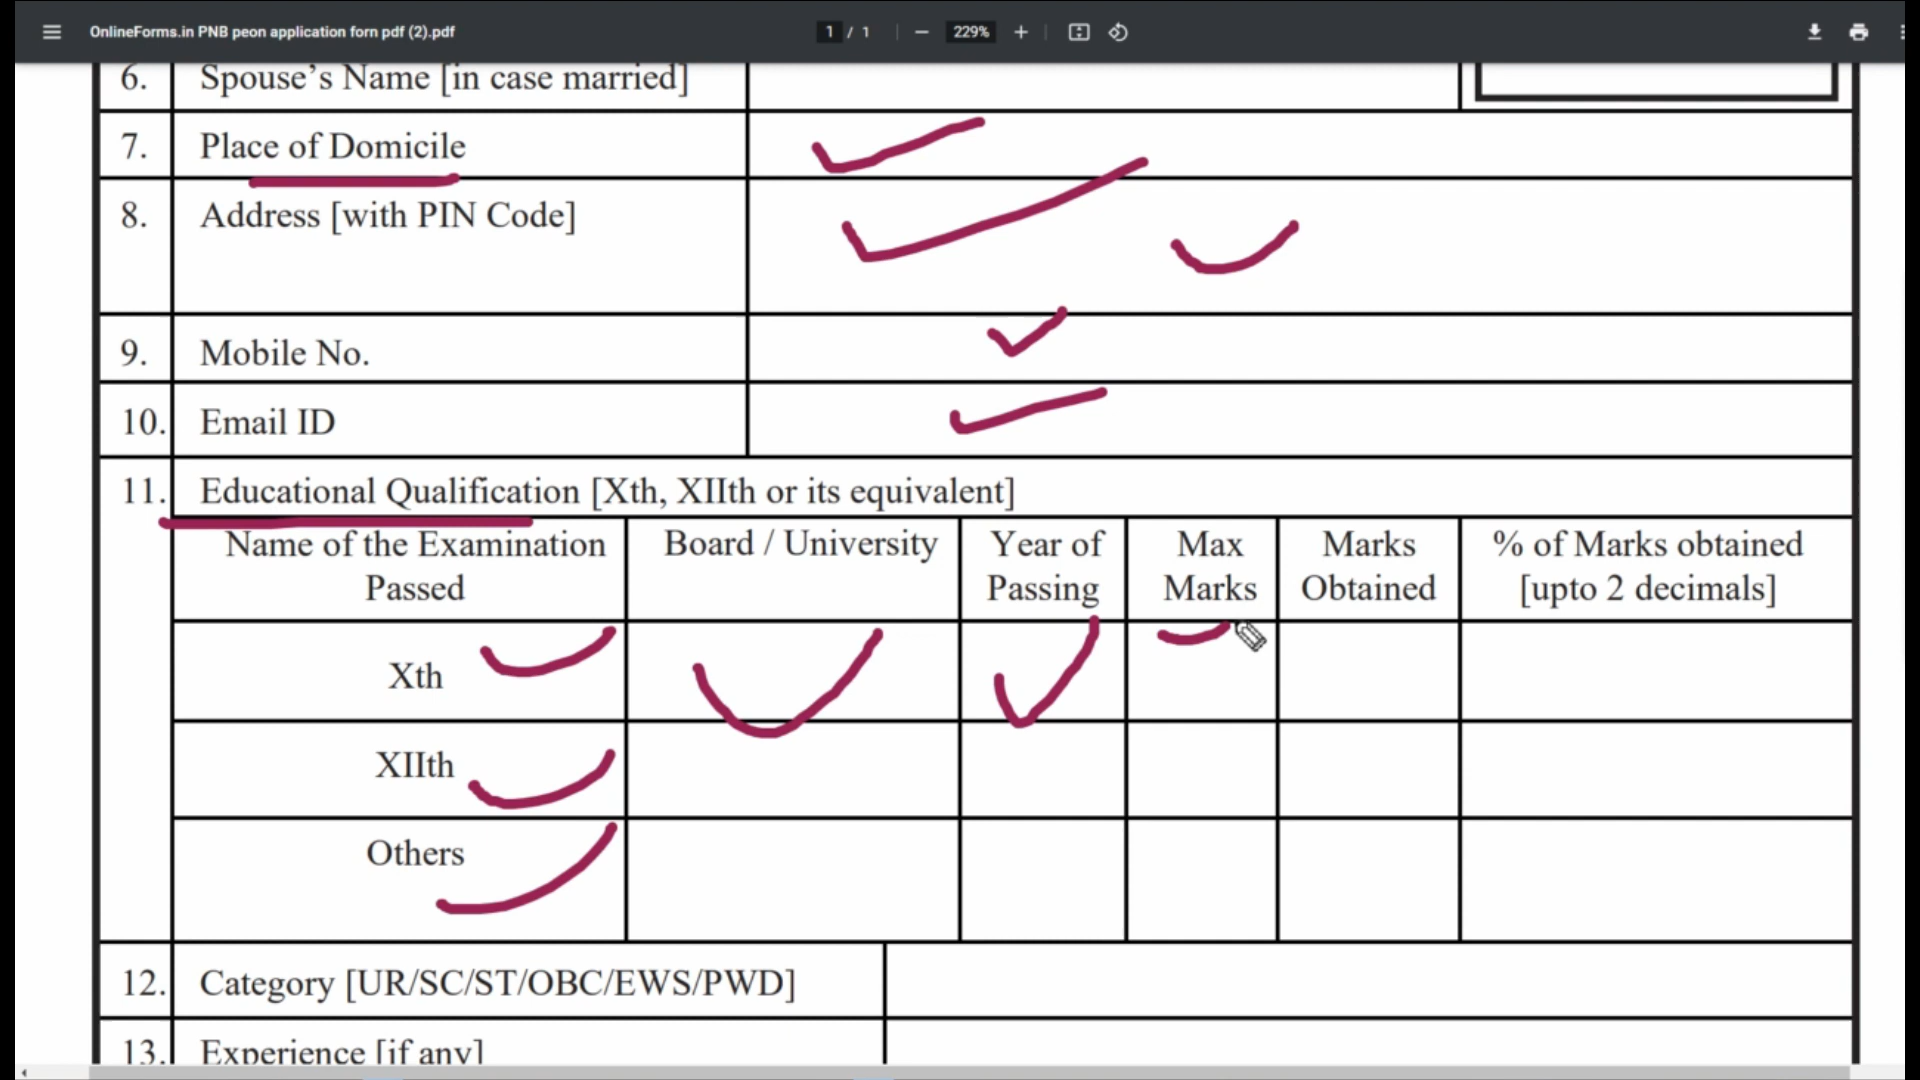 OnlineForms.in PNB peon application forn pdf (2).pdf
1 / 1
229%
6. Spouse’s Name [in case married]
7. Place of Domicile
8. Address [with PIN Code]
9. Mobile No.
10. Email ID
11. Educational Qualification [Xth, XIIth or its equivalent]
Name of the Examination Passed
Board / University
Year of Passing
Max Marks
Marks Obtained
% of Marks obtained [upto 2 decimals]
Xth
XIIth
Others
12. Category [UR/SC/ST/OBC/EWS/PWD]
13. Experience [if any]